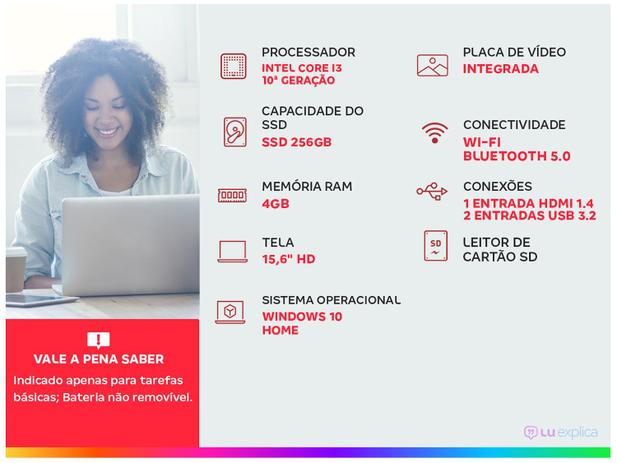 PROCESSADOR
INTEL CORE I3
10ª GERAÇÃO
CAPACIDADE DO
SSD
SSD 256GB
MEMÓRIA RAM
4GB
TELA
15,6" HD
SISTEMA OPERACIONAL
WINDOWS 10
HOME
PLACA DE VÍDEO
INTEGRADA
CONECTIVIDADE
WI-FI
BLUETOOTH 5.0
CONEXÕES
1 ENTRADA HDMI 1.4
2 ENTRADAS USB 3.2
SD
LEITOR DE
CARTÃO SD
VALE A PENA SABER
Indicado apenas para tarefas
básicas; Bateria não removível.
Lu explica